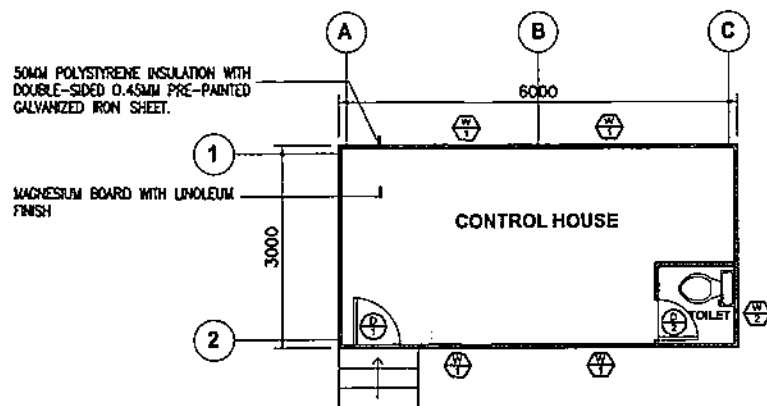 A
B
C
50MM POLYSTYRENE INSULATION WITH
DOUBLE-SIDED 0.45MM PRE-PAINTED
GALVANIZED IRON SHEET.
6000
W
1
W
1
1
MAGNESIUM BOARD WITH LINOLEUM
FINISH
CONTROL HOUSE
3000
D
1
D
2
TOILET
W
2
2
W
1
W
1